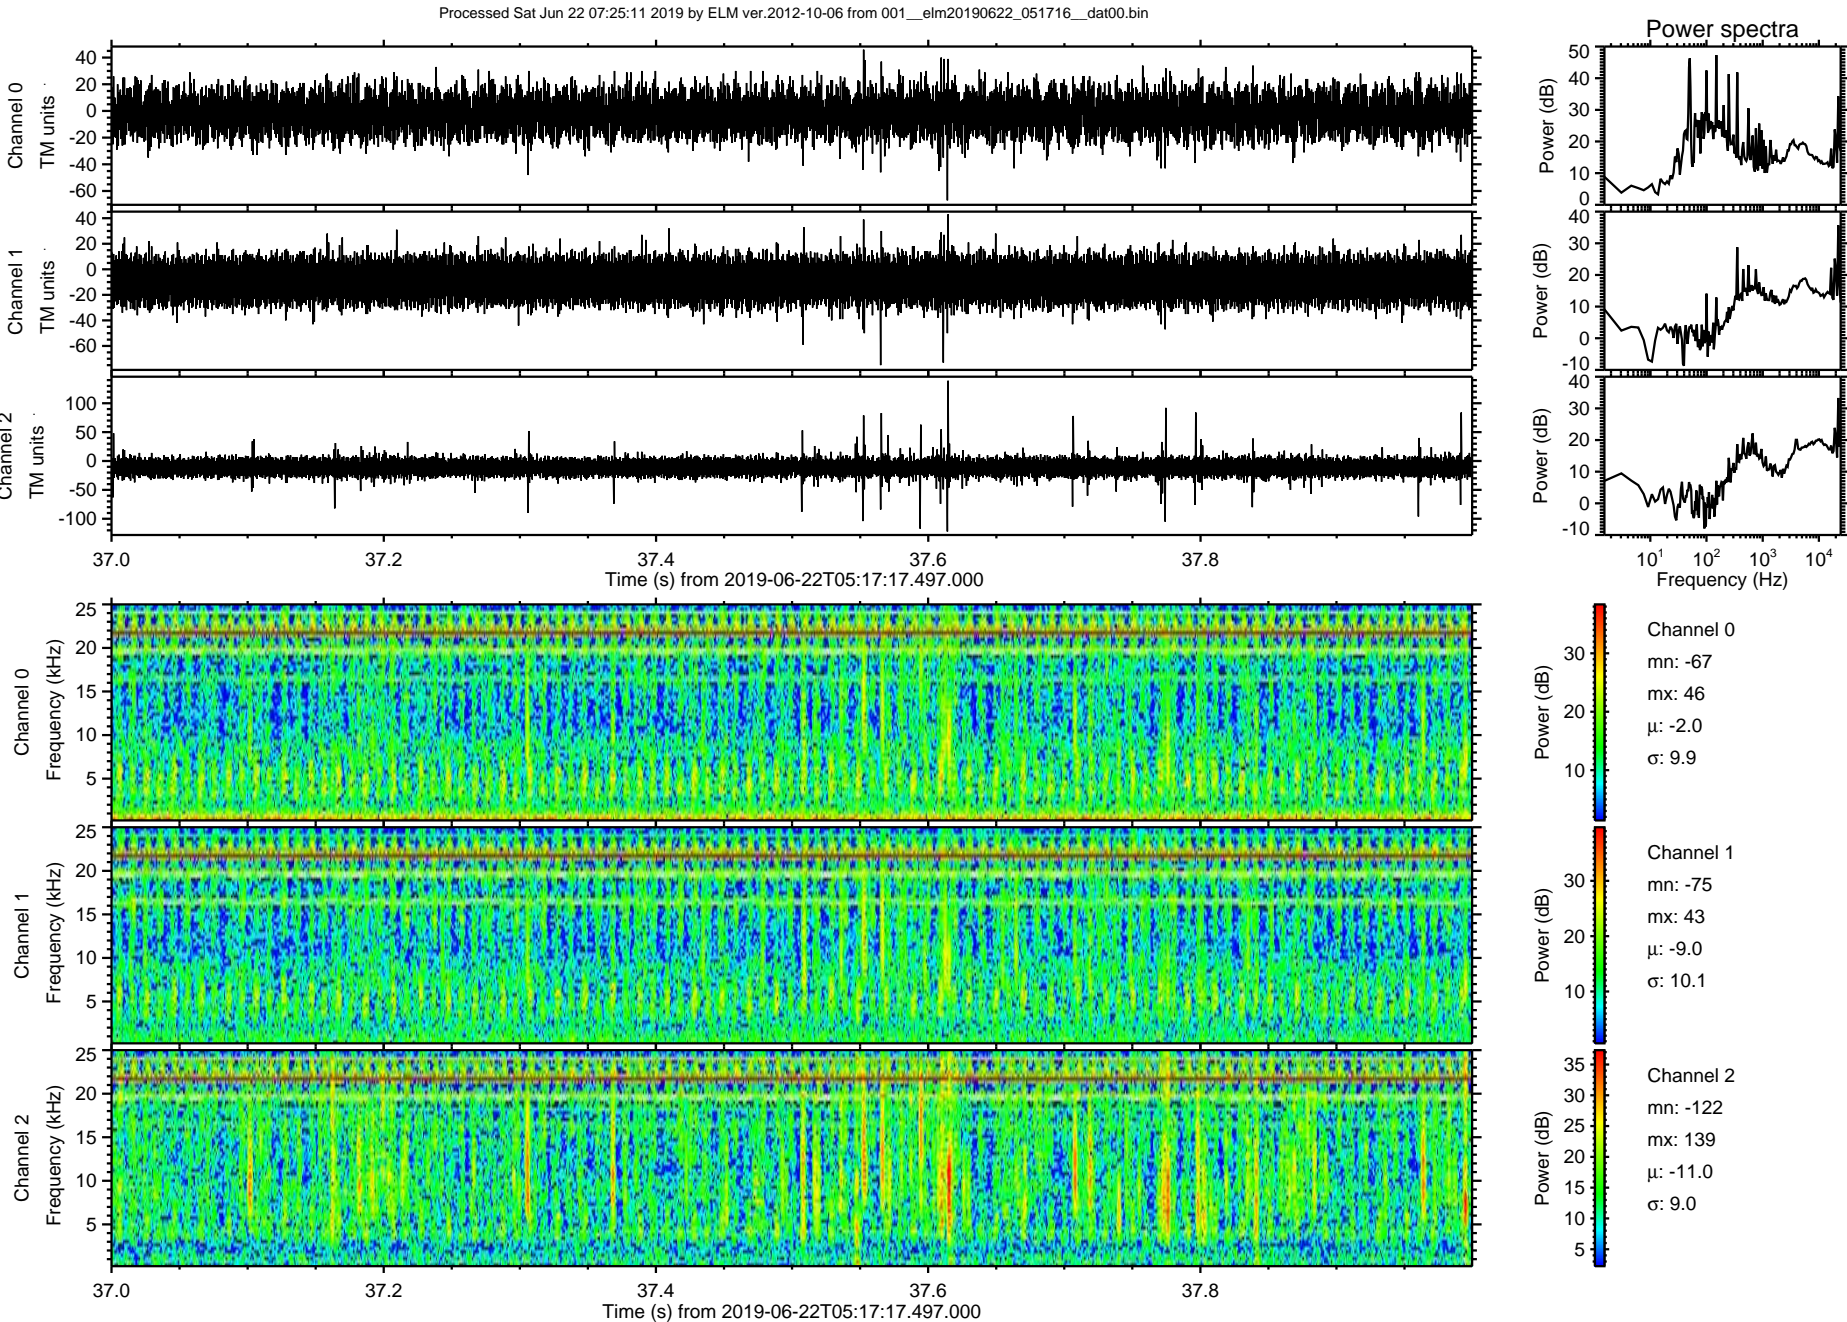 Processed Sat Jun 22 07:25:11 2019 by ELM ver.2012-10-06 from 001__elm20190622_051716__dat00.bin
Power spectra
Channel 0
TM units
40
20
0
-20
-40
-60
Power (dB)
50
40
30
20
10
0
Channel 1
TM units
40
20
0
-20
-40
-60
Power (dB)
40
30
20
10
0
-10
Channel 2
TM units
100
50
0
-50
-100
Power (dB)
40
30
20
10
0
-10
37.0 37.2 37.4 37.6 37.8
Time (s) from 2019-06-22T05:17:17.497.000
10¹ 10² 10³ 10⁴
Frequency (Hz)
Channel 0
Frequency (kHz)
25
20
15
10
5
Power (dB)
30
20
10
Channel 0
mn: -67
mx: 46
μ: -2.0
σ: 9.9
Channel 1
Frequency (kHz)
25
20
15
10
5
Power (dB)
30
20
10
Channel 1
mn: -75
mx: 43
μ: -9.0
σ: 10.1
Channel 2
Frequency (kHz)
25
20
15
10
5
Power (dB)
35
30
25
20
15
10
5
Channel 2
mn: -122
mx: 139
μ: -11.0
σ: 9.0
37.0 37.2 37.4 37.6 37.8
Time (s) from 2019-06-22T05:17:17.497.000